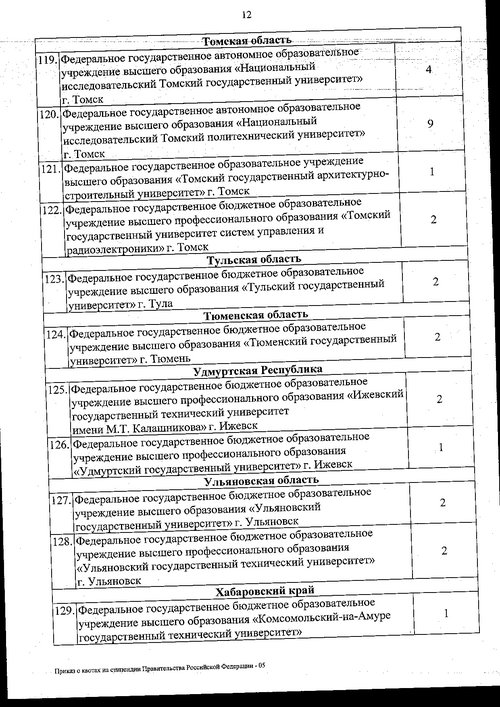 12
Томская область
119. Федеральное государственное автономное образовательное
учреждение высшего образования «Национальный
исследовательский Томский государственный университет»
г. Томск
4
120. Федеральное государственное автономное образовательное
учреждение высшего образования «Национальный
исследовательский Томский политехнический университет»
г. Томск
9
121. Федеральное государственное образовательное учреждение
высшего образования «Томский государственный архитектурно-
строительный университет» г. Томск
1
122. Федеральное государственное бюджетное образовательное
учреждение высшего профессионального образования «Томский
государственный университет систем управления и
радиоэлектроники» г. Томск
2
Тульская область
123. Федеральное государственное бюджетное образовательное
учреждение высшего образования «Тульский государственный
университет» г. Тула
2
Тюменская область
124. Федеральное государственное бюджетное образовательное
учреждение высшего образования «Тюменский государственный
университет» г. Тюмень
2
Удмуртская Республика
125. Федеральное государственное бюджетное образовательное
учреждение высшего профессионального образования «Ижевский
государственный технический университет
имени М.Т. Калашникова» г. Ижевск
2
126. Федеральное государственное бюджетное образовательное
учреждение высшего профессионального образования
«Удмуртский государственный университет» г. Ижевск
1
Ульяновская область
127. Федеральное государственное бюджетное образовательное
учреждение высшего образования «Ульяновский
государственный университет» г. Ульяновск
2
128. Федеральное государственное бюджетное образовательное
учреждение высшего профессионального образования
«Ульяновский государственный технический университет»
г. Ульяновск
2
Хабаровский край
129. Федеральное государственное бюджетное образовательное
учреждение высшего образования «Комсомольский-на-Амуре
государственный технический университет»
1
Приказ о квотах на стипендии Правительства Российской Федерации - 05